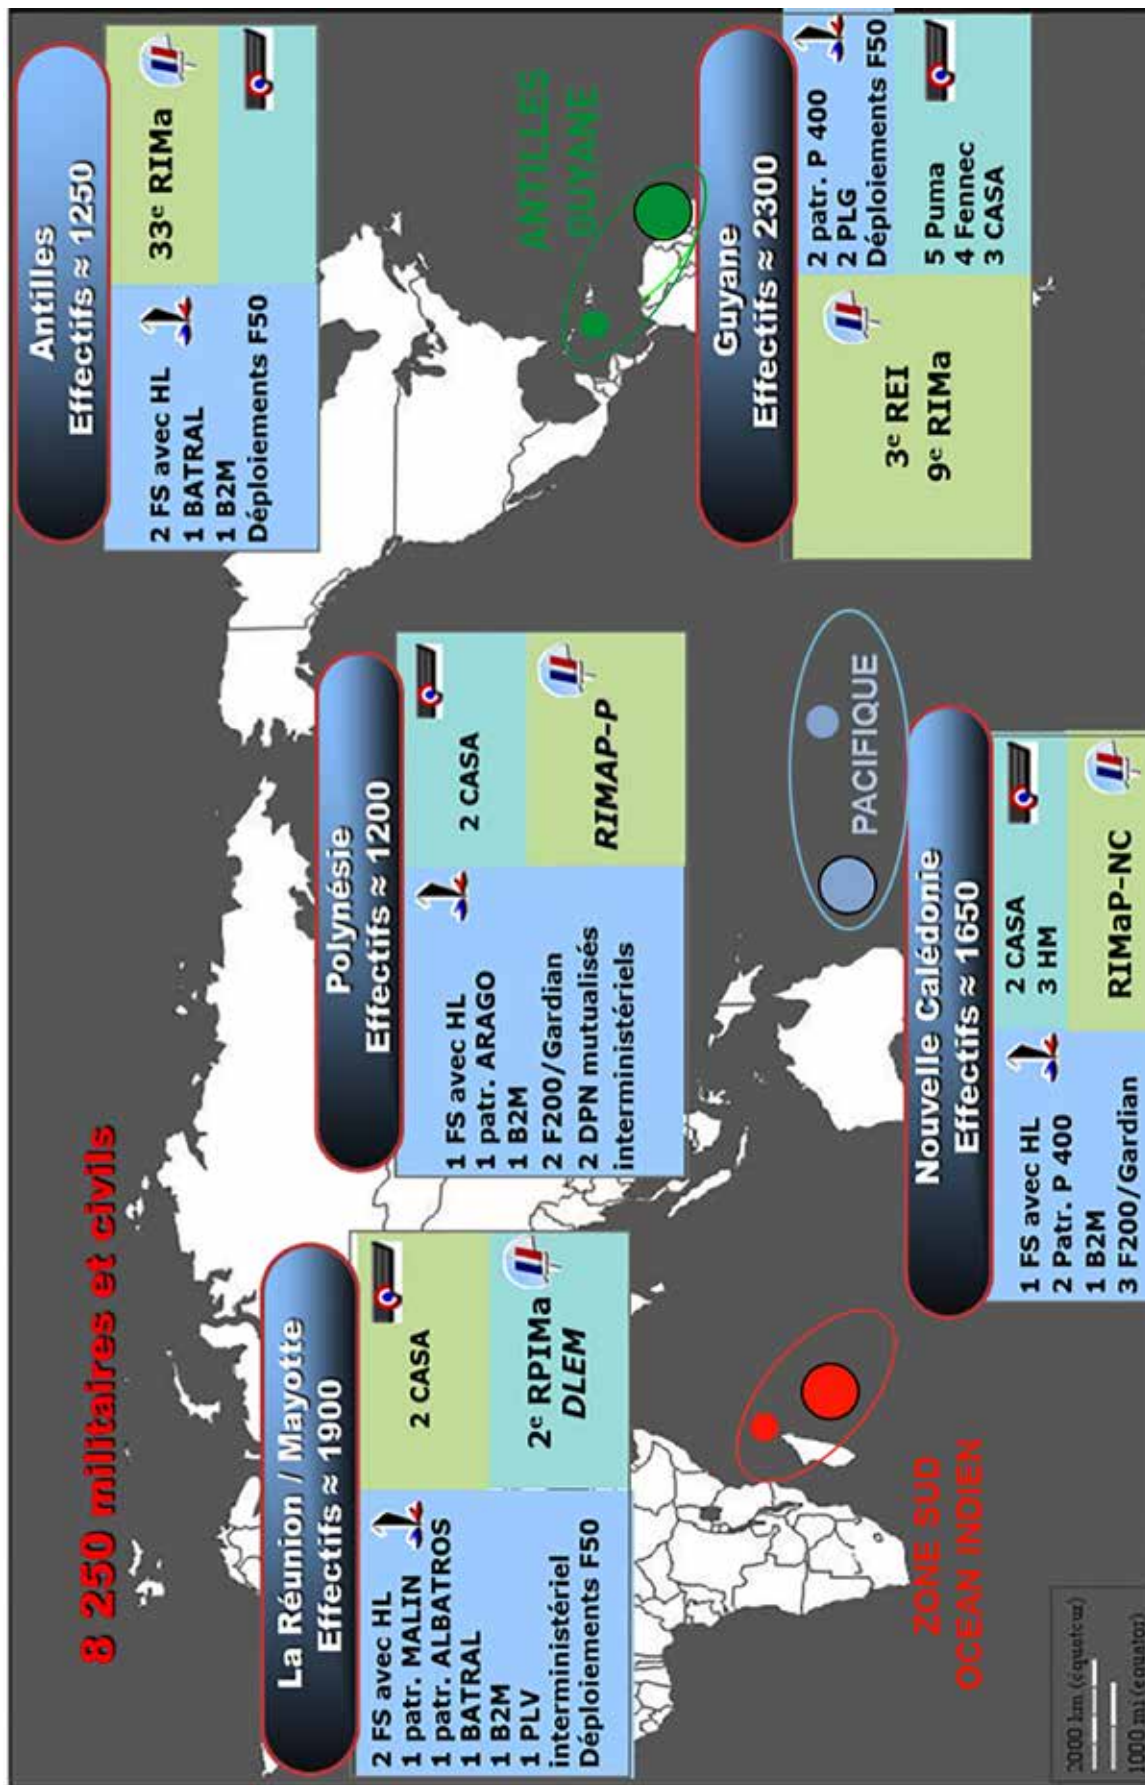 8 250 militaires et civils
La Réunion / Mayotte
Effectifs ≈ 1900
2 FS avec HL
1 patr. MALIN
1 patr. ALBATROS
1 BATRAL
1 B2M
1 PLV
interministériel
Déploiements F50
2 CASA
2e RPIMa
DLEM
Polynésie
Effectifs ≈ 1200
1 FS avec HL
1 patr. ARAGO
1 B2M
2 F200/Gardian
2 DPN mutualisés
interministériels
2 CASA
RIMAP-P
Antilles
Effectifs ≈ 1250
2 FS avec HL
1 BATRAL
1 B2M
Déploiements F50
33e RIMa
ANTILLES
GUYANE
ZONE SUD
OCEAN INDIEN
PACIFIQUE
Nouvelle Calédonie
Effectifs ≈ 1650
1 FS avec HL
2 Patr. P 400
1 B2M
3 F200/Gardian
2 CASA
3 HM
RIMaP-NC
Guyane
Effectifs ≈ 2300
3e REI
9e RIMa
2 patr. P 400
2 PLG
Déploiements F50
5 Puma
4 Fennec
3 CASA
2000 km (équateur)
1000 mi (equator)